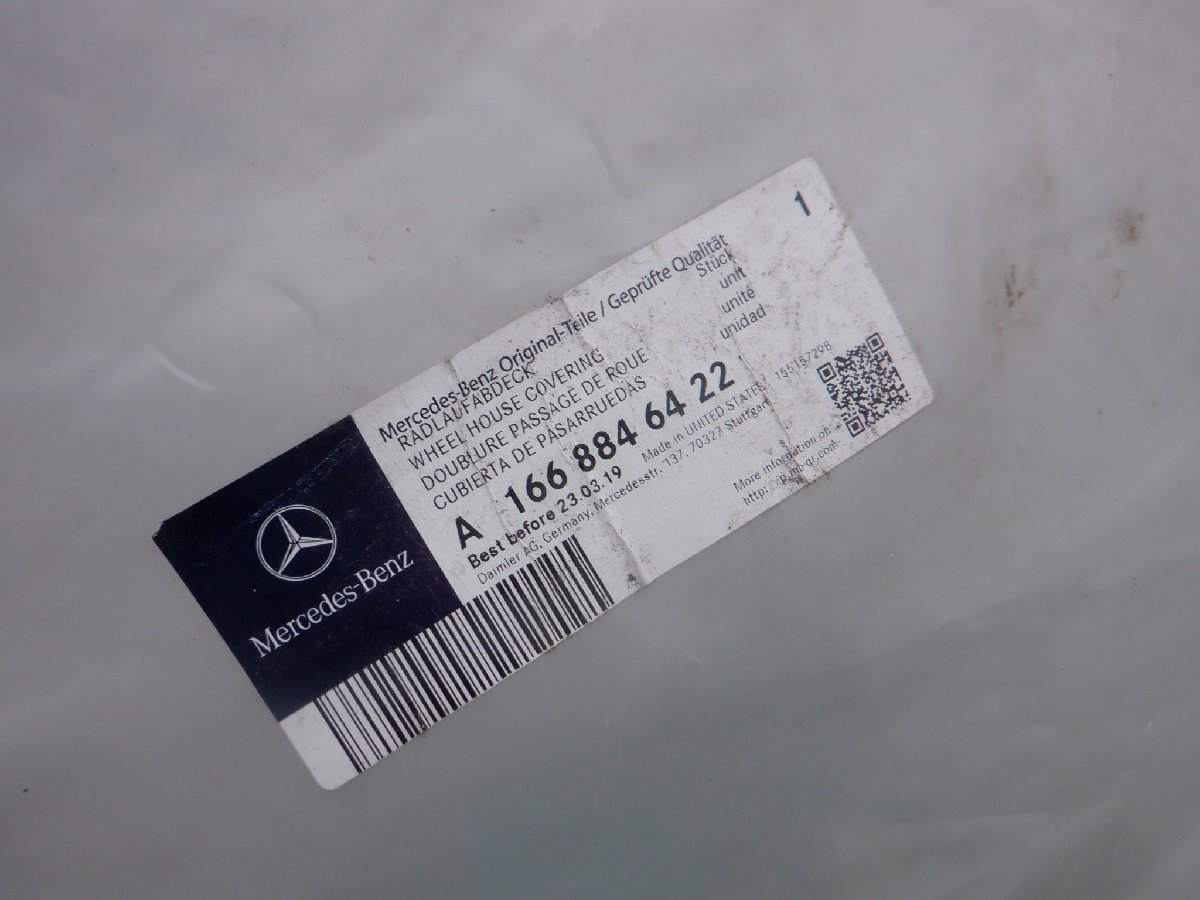 Mercedes-Benz
Mercedes-Benz Original-Teile / Geprüfte Qualität
RADLAUFABDECK
WHEEL HOUSE COVERING
DOUBLURE PASSAGE DE ROUE
CUBIERTA DE PASARRUEDAS
1
Stück
unit
unité
unidad
A 166 884 64 22
Best before 23.03.19
Made in UNITED STATES 155157298
Daimler AG, Germany, Mercedesstr. 137, 70327 Stuttgart
More information on